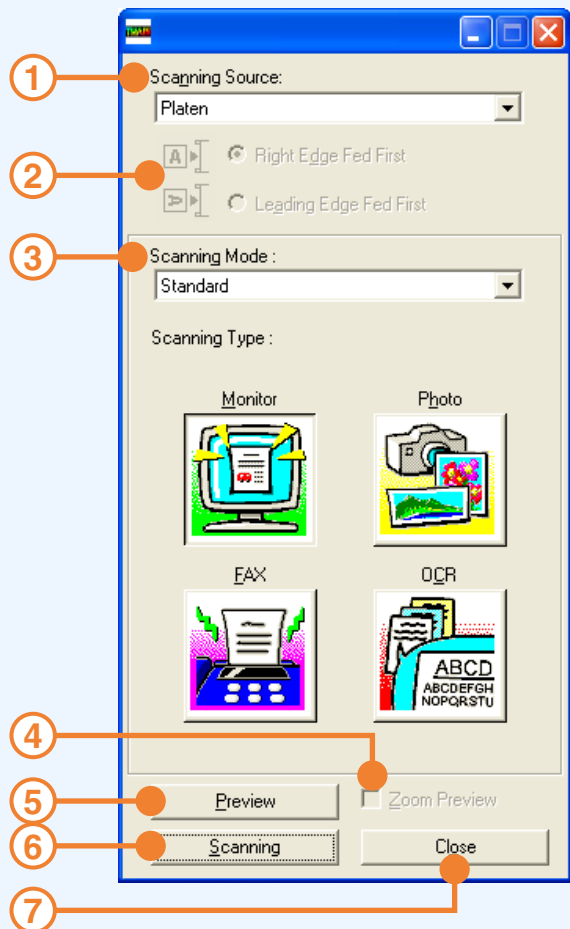 TWAIN
1
Scanning Source:
Platen
2
A Right Edge Fed First
A Leading Edge Fed First
3
Scanning Mode :
Standard
Scanning Type :
Monitor Photo
FAX OCR
ABCD
ABCDEFGH
NOPQRSTU
4
5
Preview Zoom Preview
6
Scanning Close
7